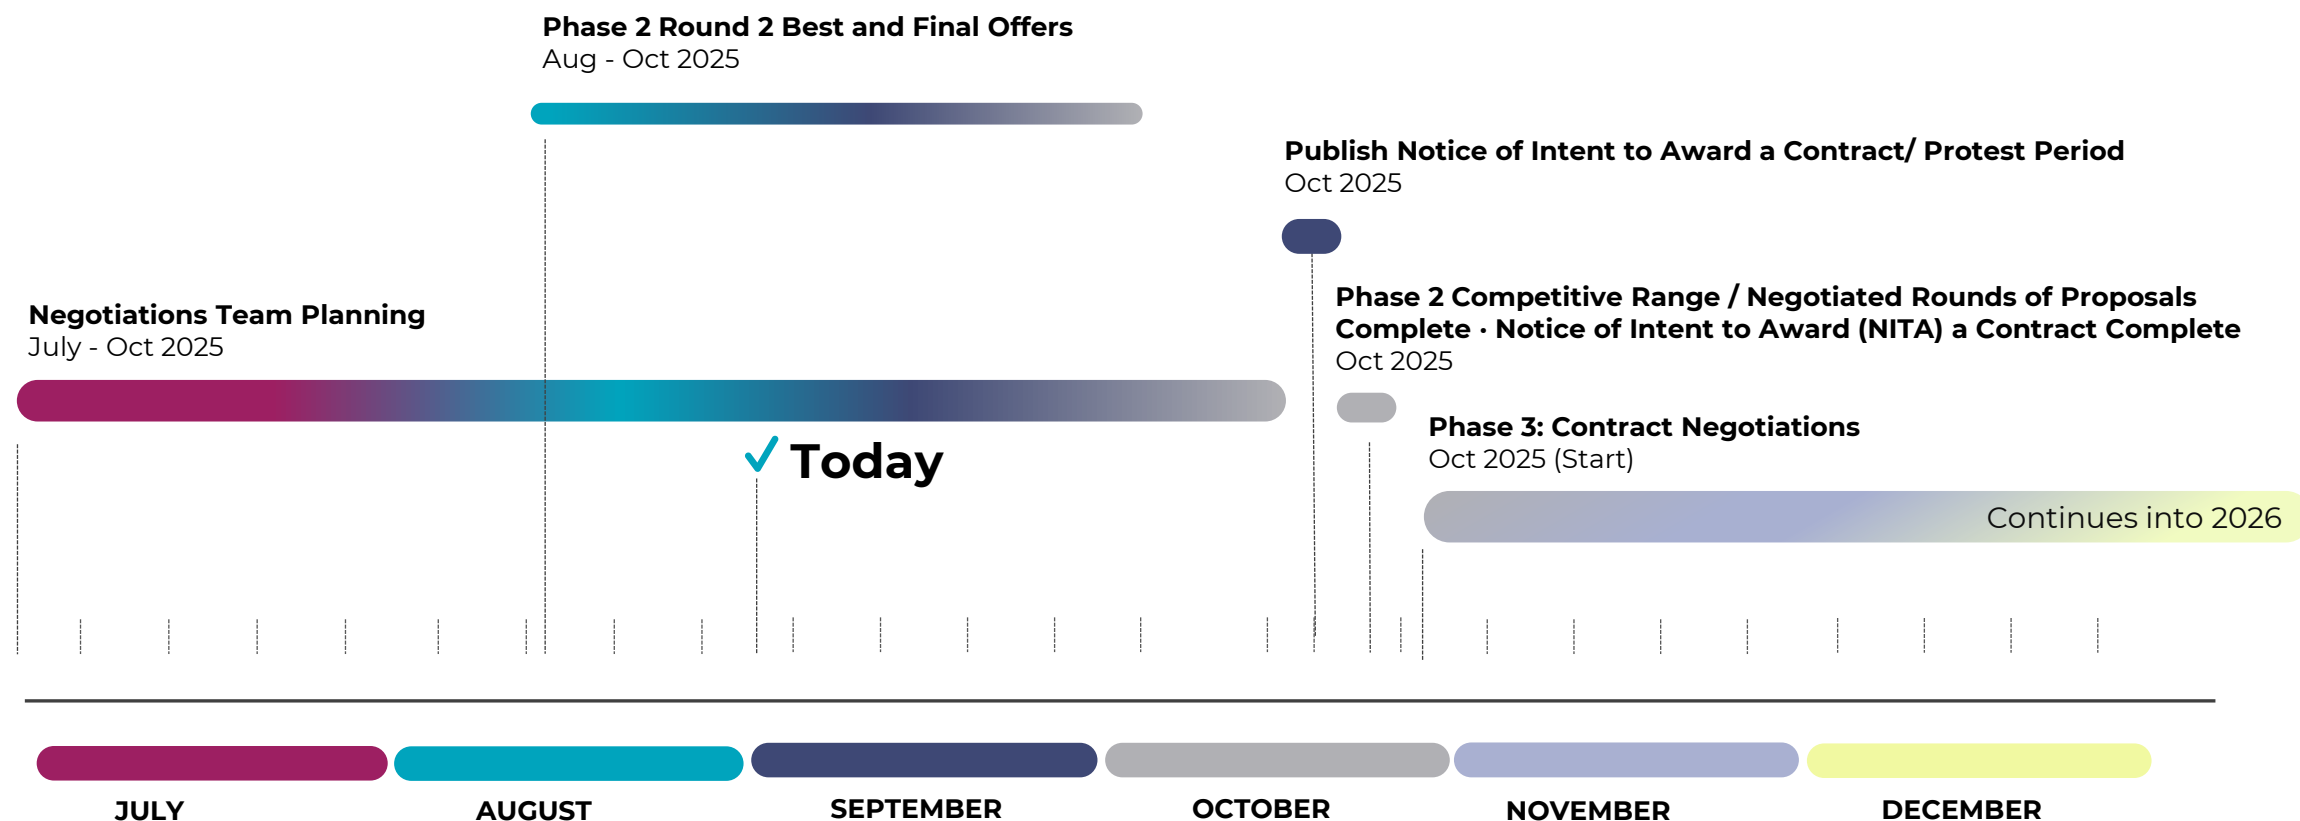 Phase 2 Round 2 Best and Final Offers
Aug - Oct 2025
Publish Notice of Intent to Award a Contract/ Protest Period
Oct 2025
Negotiations Team Planning
July - Oct 2025
Phase 2 Competitive Range / Negotiated Rounds of Proposals
Complete · Notice of Intent to Award (NITA) a Contract Complete
Oct 2025
Today
Phase 3: Contract Negotiations
Oct 2025 (Start)
Continues into 2026
JULY
AUGUST
SEPTEMBER
OCTOBER
NOVEMBER
DECEMBER